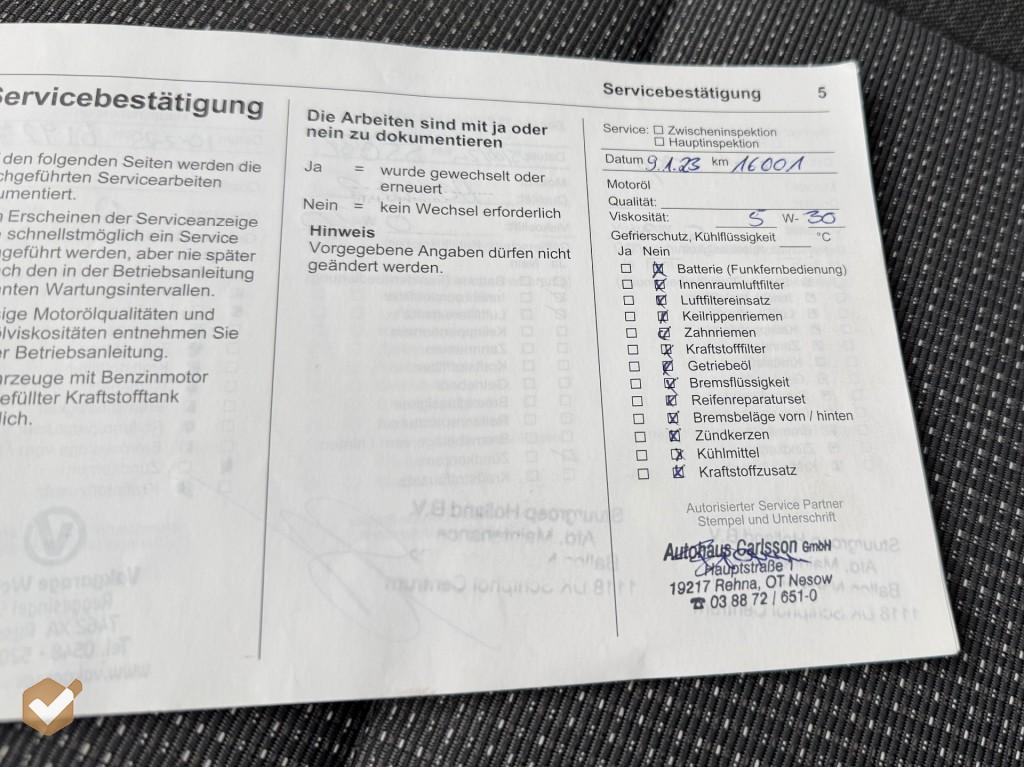 Servicebestätigung
den folgenden Seiten werden die
chgeführten Servicearbeiten
umentiert.
Erscheinen der Serviceanzeige
schnellstmöglich ein Service
geführt werden, aber nie später
ch den in der Betriebsanleitung
nnten Wartungsintervallen.
sige Motorölqualitäten und
lviskositäten entnehmen Sie
r Betriebsanleitung.
rzeuge mit Benzinmotor
efüllter Kraftstofftank
lich.
Die Arbeiten sind mit ja oder
nein zu dokumentieren
Ja = wurde gewechselt oder
erneuert
Nein = kein Wechsel erforderlich
Hinweis
Vorgegebene Angaben dürfen nicht
geändert werden.
Servicebestätigung 5
Service: ☐ Zwischeninspektion
☐ Hauptinspektion
Datum 9.1.23 km 16001
Motoröl
Qualität:
Viskosität: 5 W- 30
Gefrierschutz, Kühlflüssigkeit °C
Ja Nein
☐ ☒ Batterie (Funkfernbedienung)
☐ ☒ Innenraumluftfilter
☐ ☒ Luftfiltereinsatz
☐ ☒ Keilrippenriemen
☐ ☒ Zahnriemen
☐ ☒ Kraftstofffilter
☐ ☒ Getriebeöl
☐ ☒ Bremsflüssigkeit
☐ ☒ Reifenreparaturset
☐ ☒ Bremsbeläge vorn / hinten
☐ ☒ Zündkerzen
☐ ☒ Kühlmittel
☐ ☒ Kraftstoffzusatz
Autorisierter Service Partner
Stempel und Unterschrift
Autohaus Carlsson GmbH
Hauptstraße 1
19217 Rehna, OT Nesow
☎ 03 88 72 / 651-0